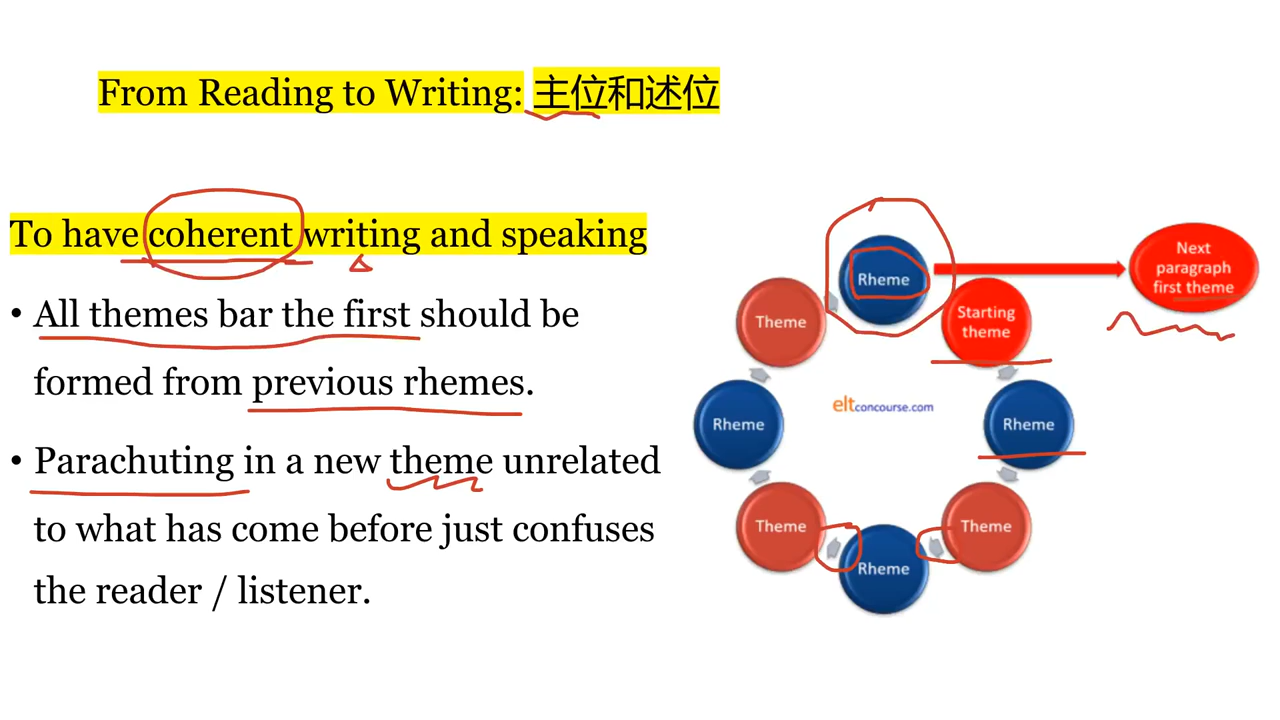 From Reading to Writing: 主位和述位
To have coherent writing and speaking
• All themes bar the first should be
formed from previous rhemes.
• Parachuting in a new theme unrelated
to what has come before just confuses
the reader / listener.
Rheme
Next
paragraph
first theme
Theme
Starting
theme
eltconcourse.com
Rheme
Rheme
Theme
Theme
Rheme